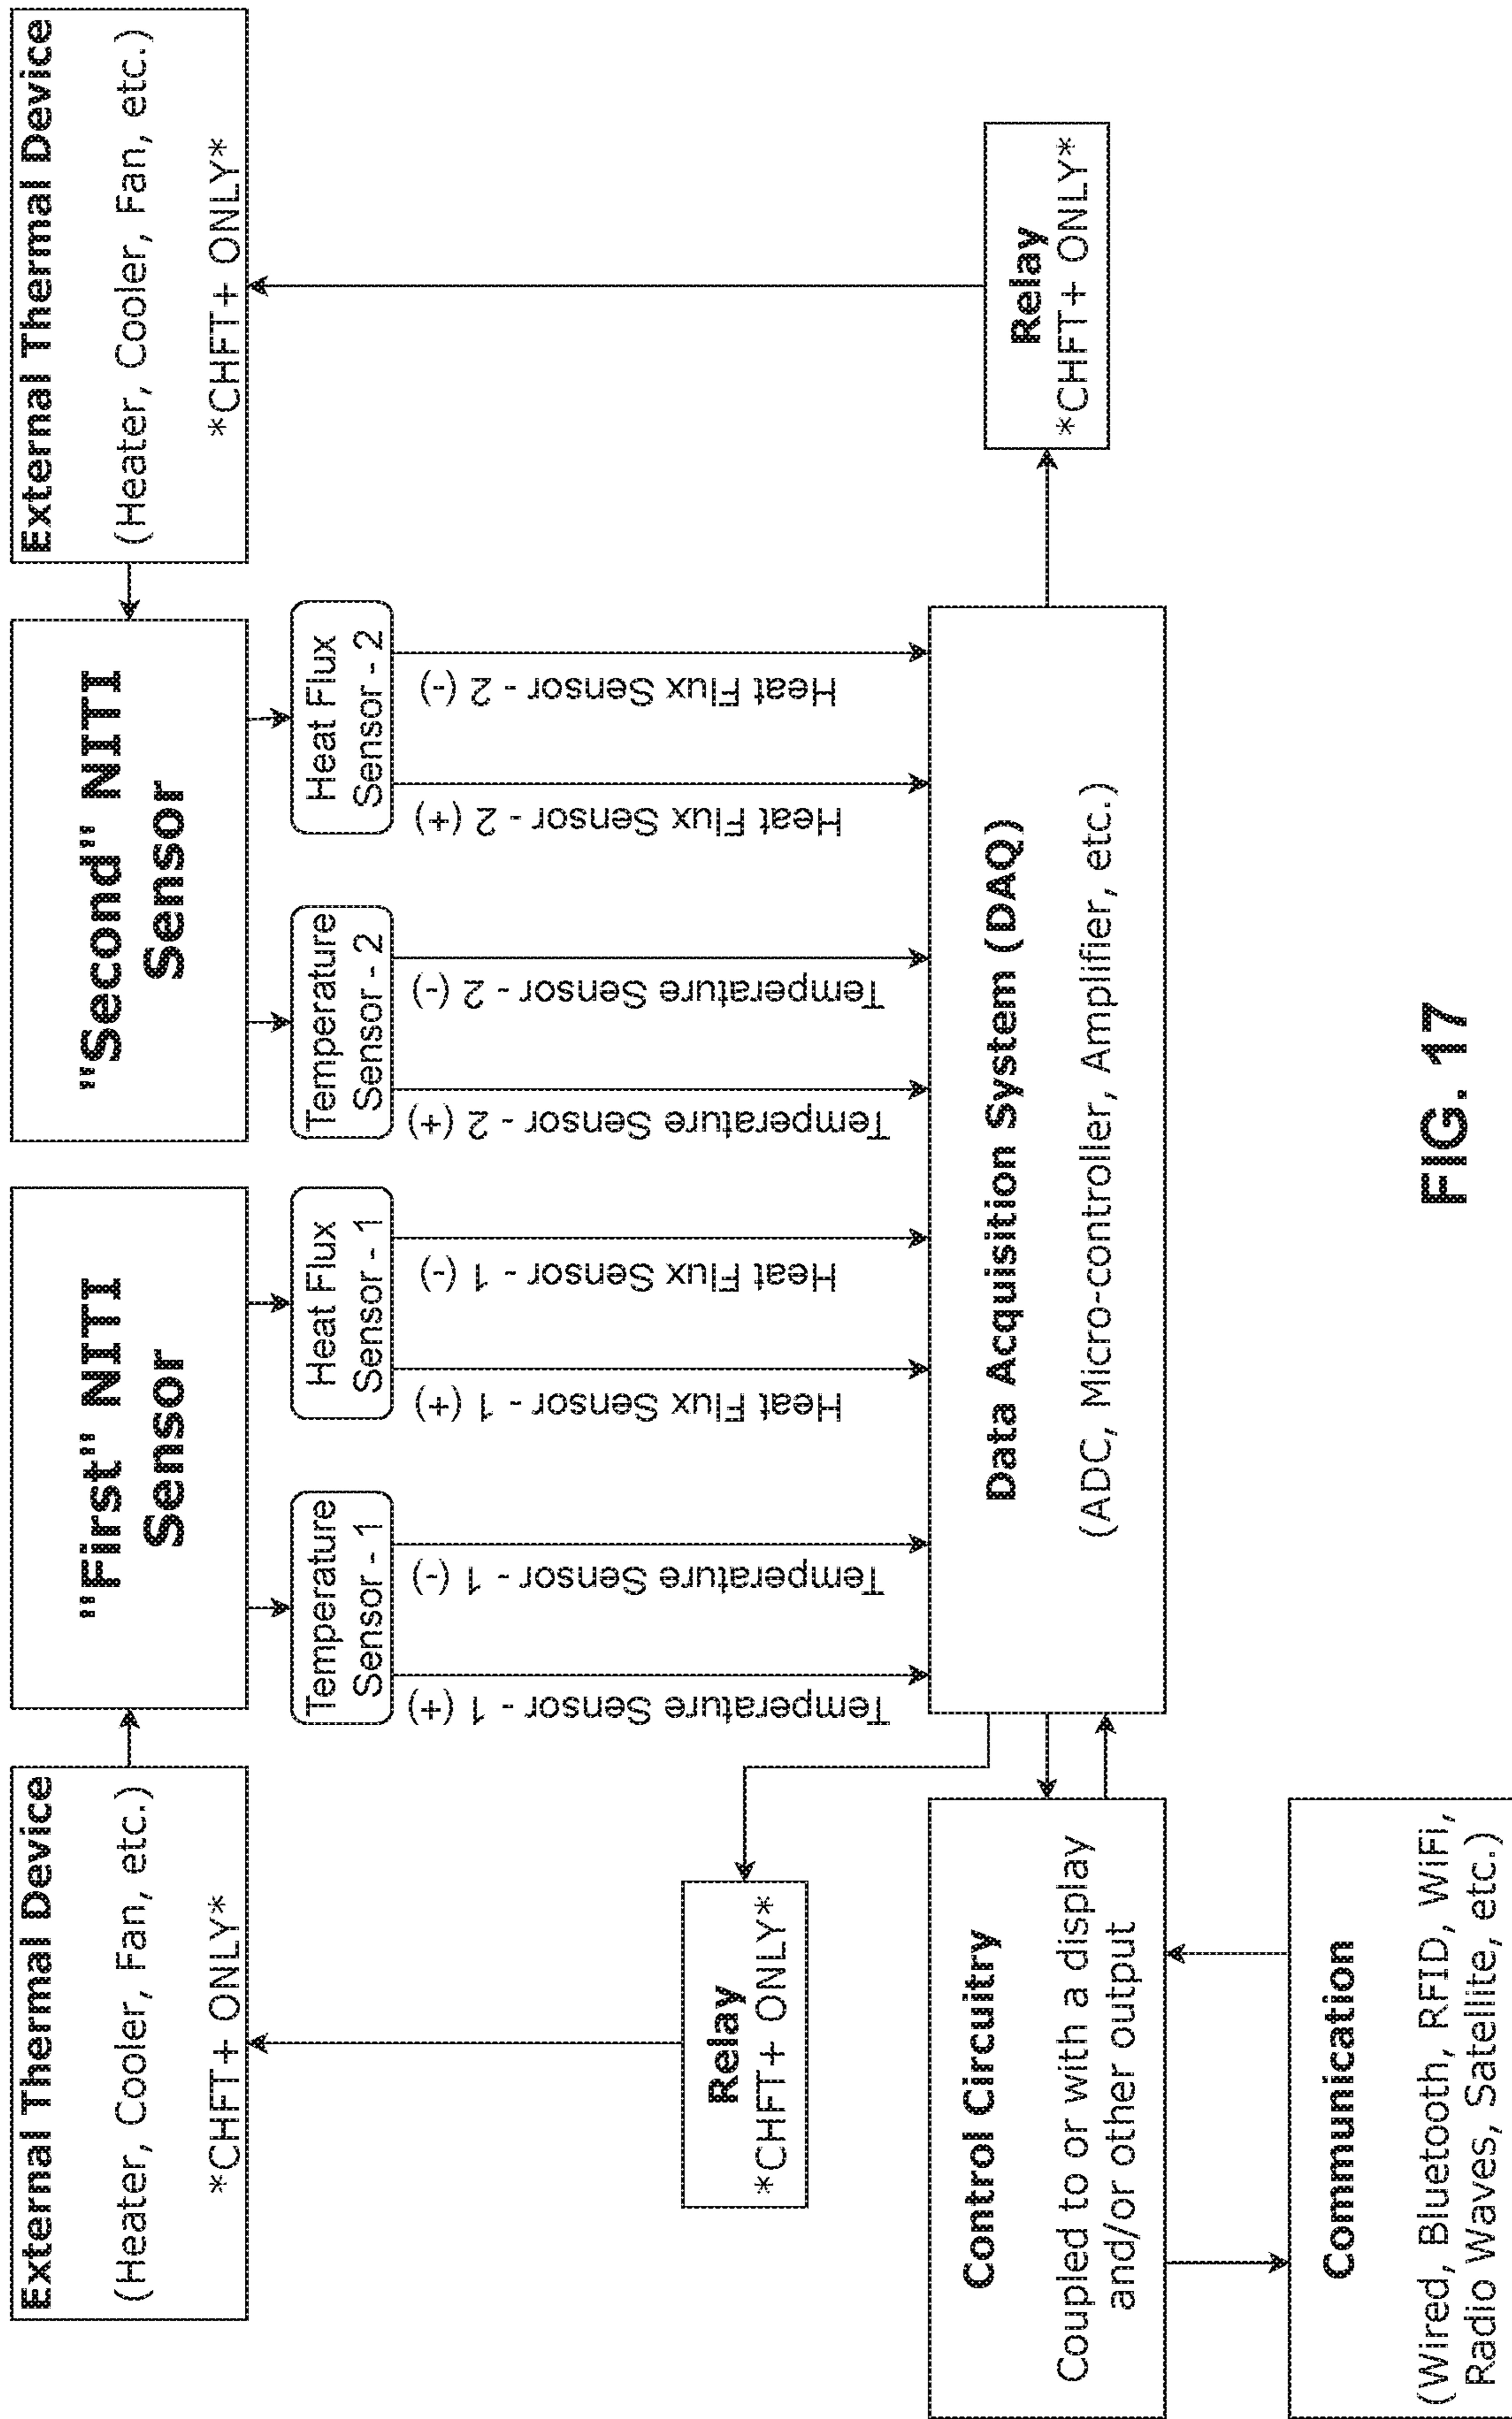 External Thermal Device
(Heater, Cooler, Fan, etc.)
*CHFT+ ONLY*
"First" NITI
Sensor
"Second" NITI
Sensor
External Thermal Device
(Heater, Cooler, Fan, etc.)
*CHFT+ ONLY*
Temperature
Sensor - 1
Heat Flux
Sensor - 1
Temperature
Sensor - 2
Heat Flux
Sensor - 2
Temperature Sensor - 1 (+)
Temperature Sensor - 1 (-)
Heat Flux Sensor - 1 (+)
Heat Flux Sensor - 1 (-)
Temperature Sensor - 2 (+)
Temperature Sensor - 2 (-)
Heat Flux Sensor - 2 (+)
Heat Flux Sensor - 2 (-)
Relay
*CHFT+ ONLY*
Control Circuitry
Coupled to or with a display
and/or other output
Data Acquisition System (DAQ)
(ADC, Micro-controller, Amplifier, etc.)
Relay
*CHFT+ ONLY*
Communication
(Wired, Bluetooth, RFID, WiFi,
Radio Waves, Satellite, etc.)
FIG. 17